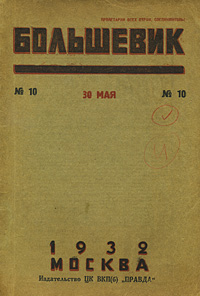 ПРОЛЕТАРИИ ВСЕХ СТРАН, СОЕДИНЯЙТЕСЬ!
БОЛЬШЕВИК
№ 10 30 МАЯ № 10
1932
МОСКВА
Издательство ЦК ВКП(б) „ПРАВДА"